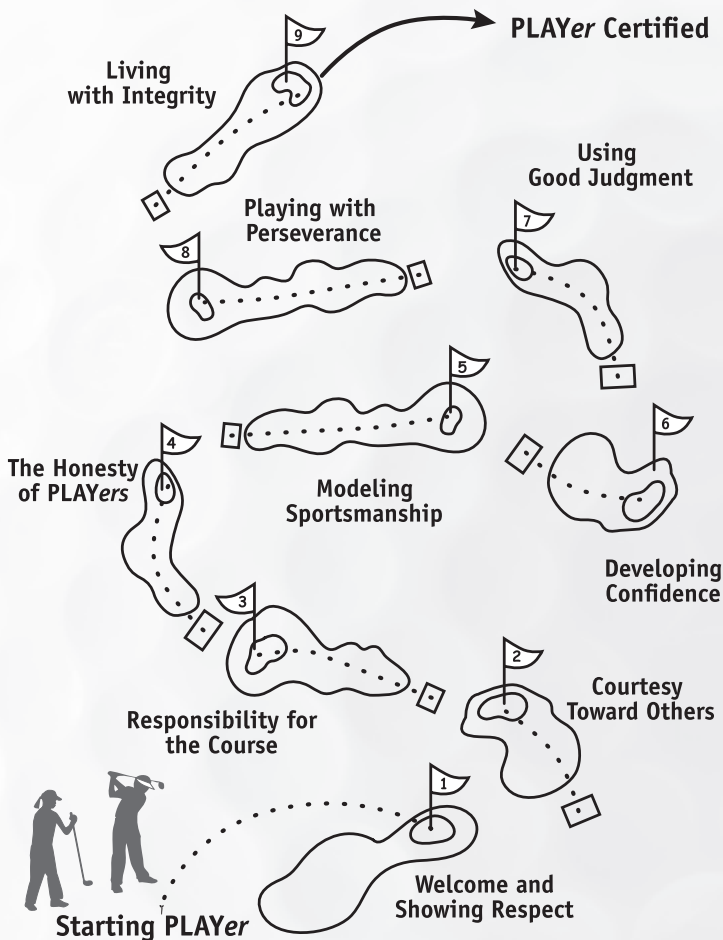 9
PLAYer Certified
Living
with Integrity
Using
Good Judgment
7
Playing with
Perseverance
8
5
6
4
The Honesty
of PLAYers
Modeling
Sportsmanship
Developing
Confidence
3
2
Courtesy
Toward Others
Responsibility for
the Course
1
Welcome and
Showing Respect
Starting PLAYer